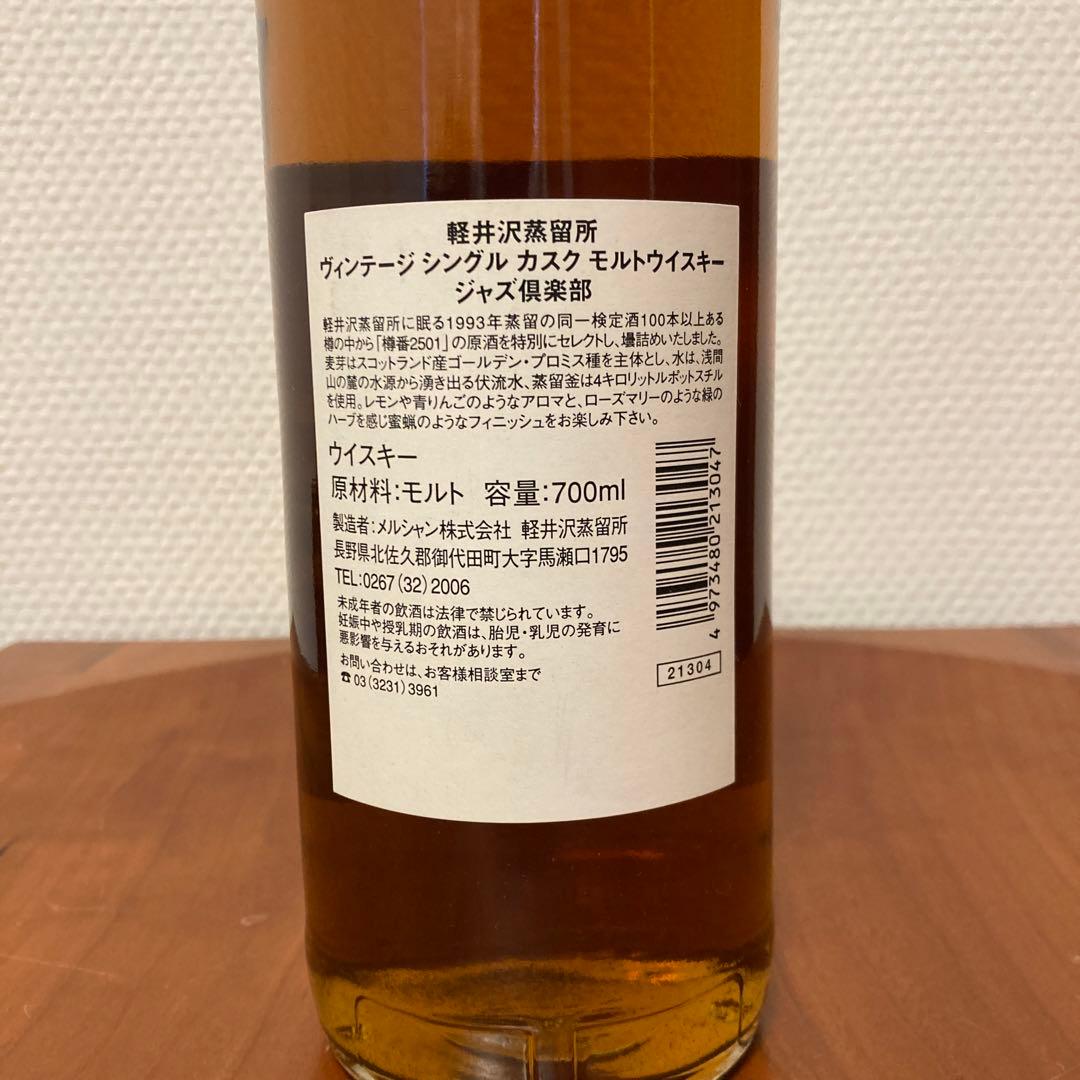 軽井沢蒸留所
ヴィンテージ シングル カスク モルトウイスキー
ジャズ倶楽部
軽井沢蒸留所に眠る1993年蒸留の同一検定酒100本以上ある
樽の中から「樽番2501」の原酒を特別にセレクトし、壜詰めいたしました。
麦芽はスコットランド産ゴールデン・プロミス種を主体とし、水は、浅間
山の麓の水源から湧き出る伏流水、蒸留釜は4キロリットルポットスチル
を使用。レモンや青りんごのようなアロマと、ローズマリーのような緑の
ハーブを感じ蜜蝋のようなフィニッシュをお楽しみ下さい。
ウイスキー
原材料:モルト 容量:700ml
製造者:メルシャン株式会社 軽井沢蒸留所
長野県北佐久郡御代田町大字馬瀬口1795
TEL:0267(32)2006
未成年者の飲酒は法律で禁じられています。
妊娠中や授乳期の飲酒は、胎児・乳児の発育に
悪影響を与えるおそれがあります。
お問い合わせは、お客様相談室まで
☎03(3231)3961
4973480213047
21304